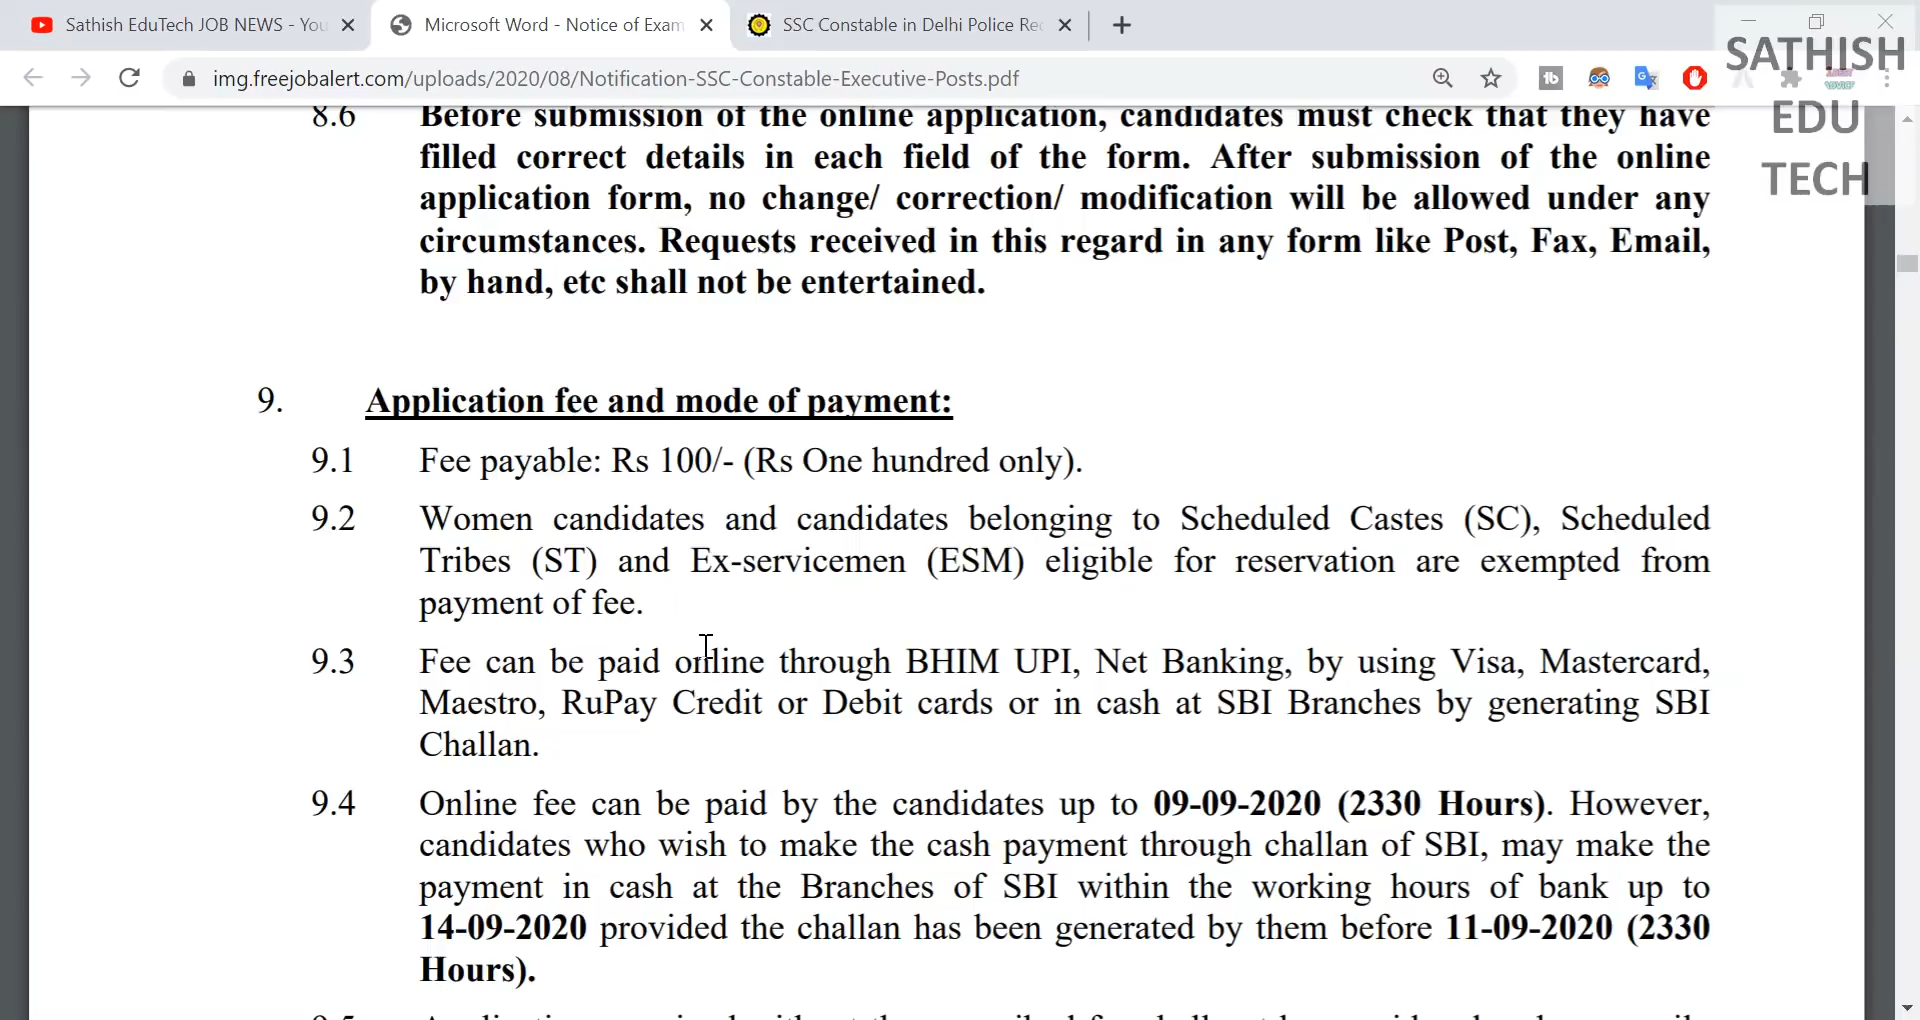 Sathish EduTech JOB NEWS - You
Microsoft Word - Notice of Exam
SSC Constable in Delhi Police Rec
img.freejobalert.com/uploads/2020/08/Notification-SSC-Constable-Executive-Posts.pdf
SATHISH
EDU
TECH
8.6 Before submission of the online application, candidates must check that they have
filled correct details in each field of the form. After submission of the online
application form, no change/ correction/ modification will be allowed under any
circumstances. Requests received in this regard in any form like Post, Fax, Email,
by hand, etc shall not be entertained.
9. Application fee and mode of payment:
9.1 Fee payable: Rs 100/- (Rs One hundred only).
9.2 Women candidates and candidates belonging to Scheduled Castes (SC), Scheduled
Tribes (ST) and Ex-servicemen (ESM) eligible for reservation are exempted from
payment of fee.
9.3 Fee can be paid online through BHIM UPI, Net Banking, by using Visa, Mastercard,
Maestro, RuPay Credit or Debit cards or in cash at SBI Branches by generating SBI
Challan.
9.4 Online fee can be paid by the candidates up to 09-09-2020 (2330 Hours). However,
candidates who wish to make the cash payment through challan of SBI, may make the
payment in cash at the Branches of SBI within the working hours of bank up to
14-09-2020 provided the challan has been generated by them before 11-09-2020 (2330
Hours).